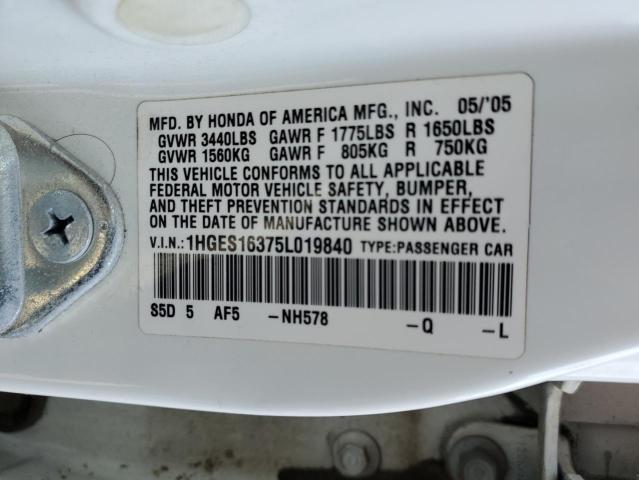 MFD. BY HONDA OF AMERICA MFG., INC. 05/'05
GVWR 3440LBS GAWR F 1775LBS R 1650LBS
GVWR 1560KG GAWR F 805KG R 750KG
THIS VEHICLE CONFORMS TO ALL APPLICABLE
FEDERAL MOTOR VEHICLE SAFETY, BUMPER,
AND THEFT PREVENTION STANDARDS IN EFFECT
ON THE DATE OF MANUFACTURE SHOWN ABOVE.
V.I.N.: 1HGES16375L019840 TYPE: PASSENGER CAR
S5D 5 AF5 -NH578 -Q -L